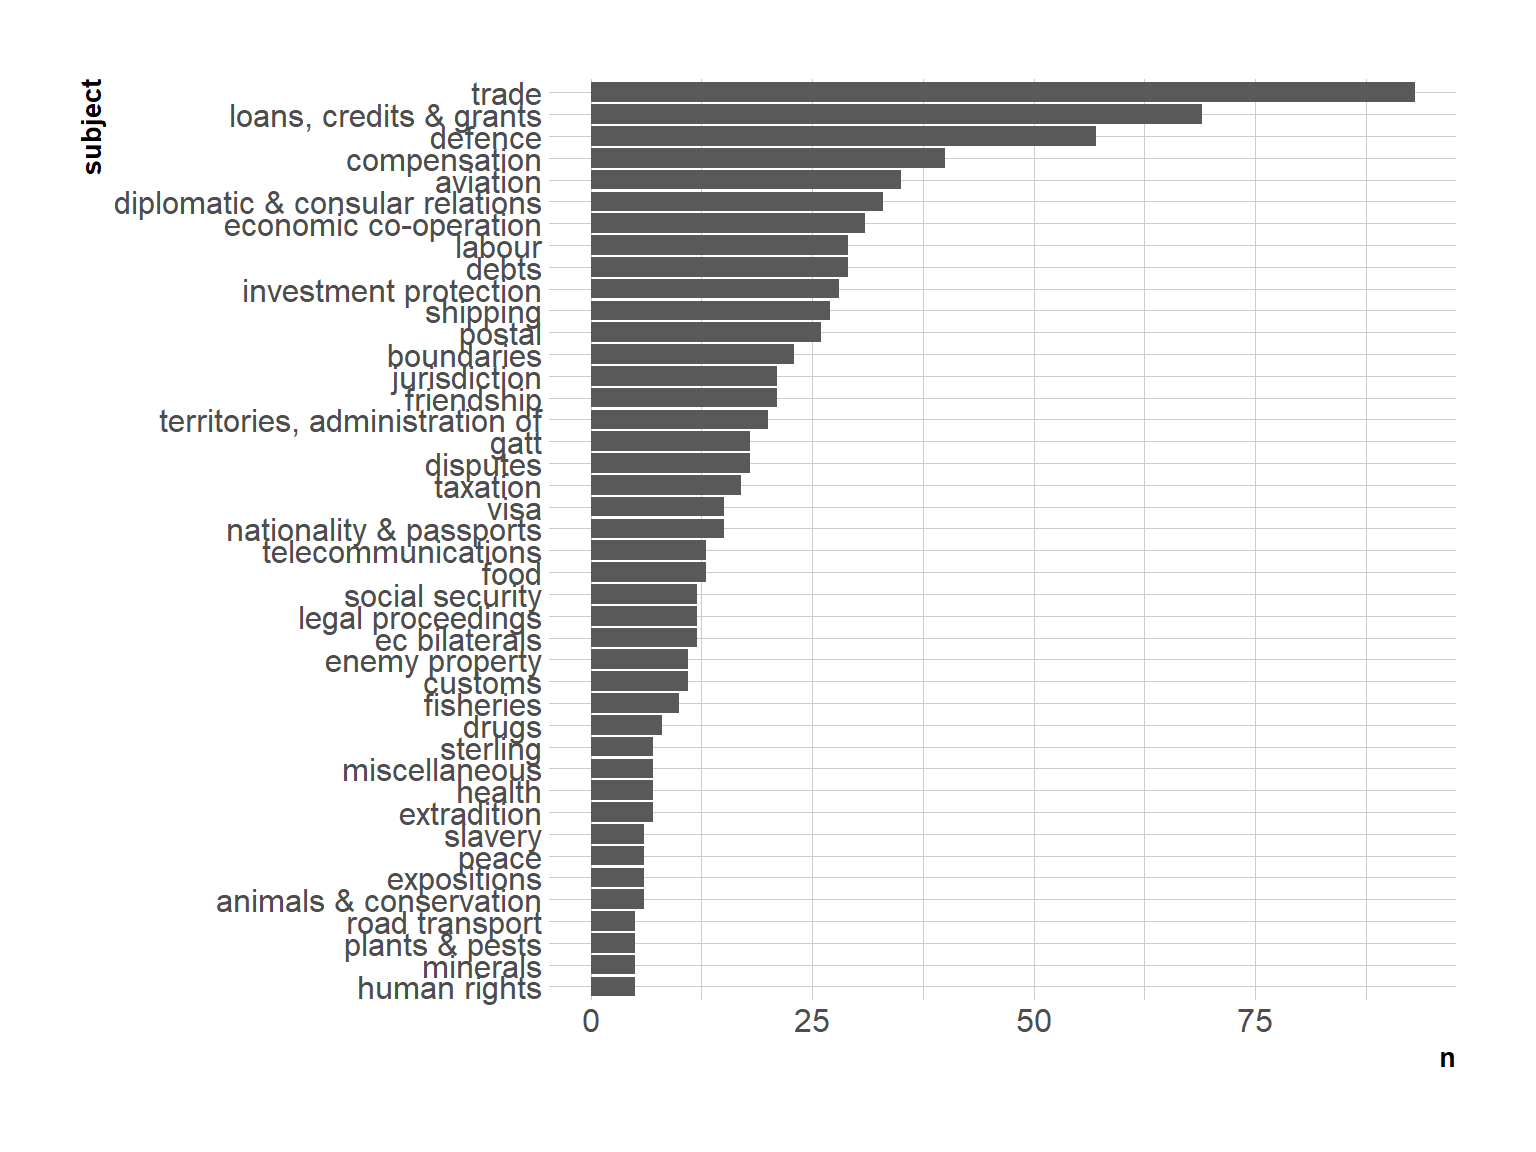 subject
trade
loans, credits & grants
defence
compensation
aviation
diplomatic & consular relations
economic co-operation
labour
debts
investment protection
shipping
postal
boundaries
jurisdiction
friendship
territories, administration of
gatt
disputes
taxation
visa
nationality & passports
telecommunications
food
social security
legal proceedings
ec bilaterals
enemy property
customs
fisheries
drugs
sterling
miscellaneous
health
extradition
slavery
peace
expositions
animals & conservation
road transport
plants & pests
minerals
human rights
0 25 50 75
n